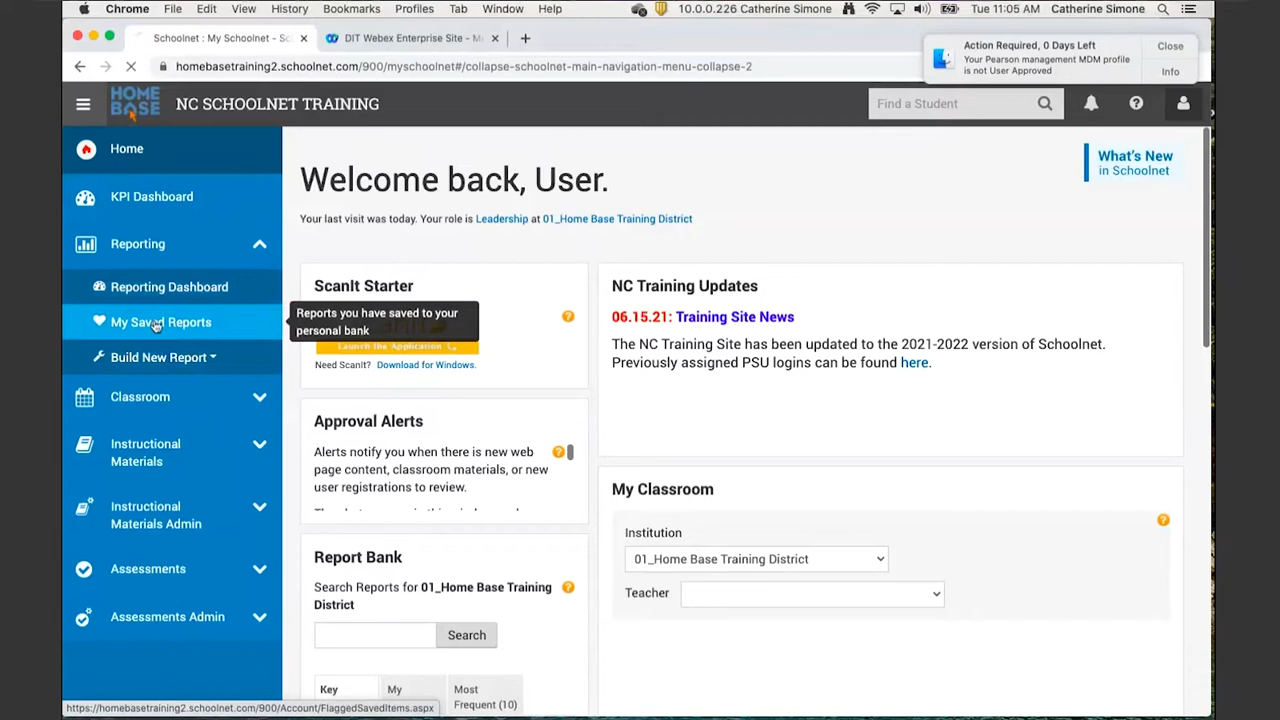 Chrome File Edit View History Bookmarks Profiles Tab Window Help 10.0.0.226 Catherine Simone Tue 11:05 AM Catherine Simone
Schoolnet : My Schoolnet - Sc
DIT Webex Enterprise Site - Me
homebasetraining2.schoolnet.com/900/myschoolnet#/collapse-schoolnet-main-navigation-menu-collapse-2
Action Required, 0 Days Left
Your Pearson management MDM profile
is not User Approved
Close
Info
HOME
BASE
NC SCHOOLNET TRAINING
Find a Student
Home
KPI Dashboard
Reporting
Reporting Dashboard
My Saved Reports
Build New Report
Classroom
Instructional
Materials
Instructional
Materials Admin
Assessments
Assessments Admin
Reports you have saved to your
personal bank
Welcome back, User.
What's New
in Schoolnet
Your last visit was today. Your role is Leadership at 01_Home Base Training District
ScanIt Starter
Launch the Application
Need ScanIt? Download for Windows.
Approval Alerts
Alerts notify you when there is new web
page content, classroom materials, or new
user registrations to review.
Report Bank
Search Reports for 01_Home Base Training
District
Search
Key
My
Most
Frequent (10)
NC Training Updates
06.15.21: Training Site News
The NC Training Site has been updated to the 2021-2022 version of Schoolnet.
Previously assigned PSU logins can be found here.
My Classroom
Institution
01_Home Base Training District
Teacher
https://homebasetraining2.schoolnet.com/900/Account/FlaggedSavedItems.aspx